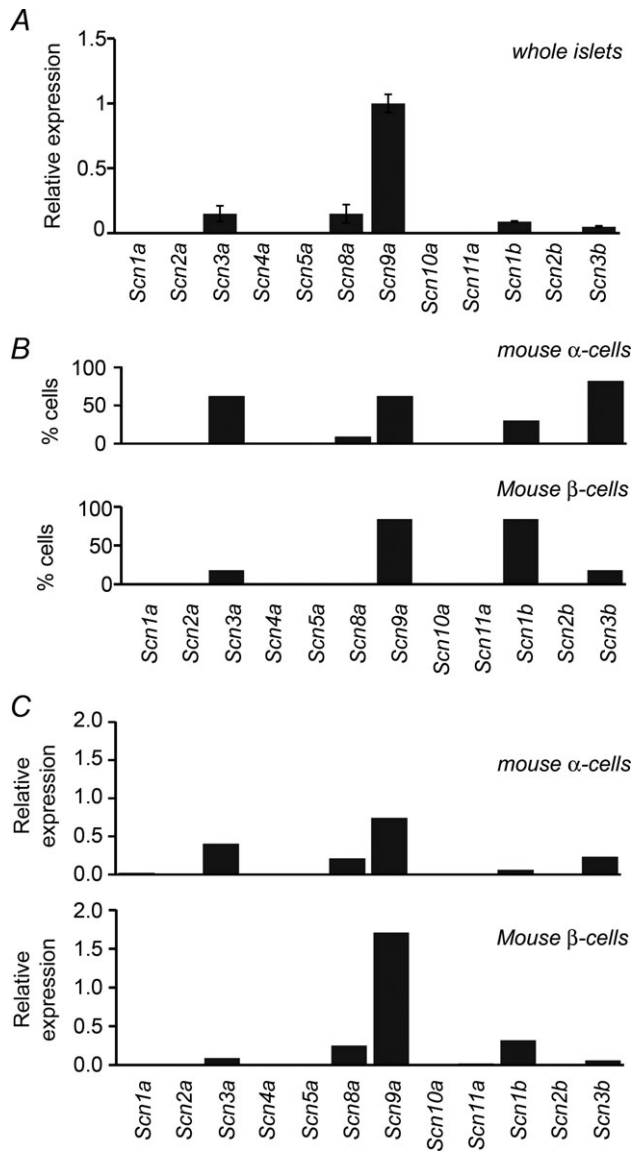 A
1.5
whole islets
Relative expression
1
0.5
0
Scn1a Scn2a Scn3a Scn4a Scn5a Scn8a Scn9a Scn10a Scn11a Scn1b Scn2b Scn3b
B
mouse α-cells
% cells
100
50
0
Mouse β-cells
% cells
100
50
0
Scn1a Scn2a Scn3a Scn4a Scn5a Scn8a Scn9a Scn10a Scn11a Scn1b Scn2b Scn3b
C
Relative
expression
2.0
1.5
1.0
0.5
0.0
mouse α-cells
Relative
expression
2.0
1.5
1.0
0.5
0.0
Mouse β-cells
Scn1a Scn2a Scn3a Scn4a Scn5a Scn8a Scn9a Scn10a Scn11a Scn1b Scn2b Scn3b